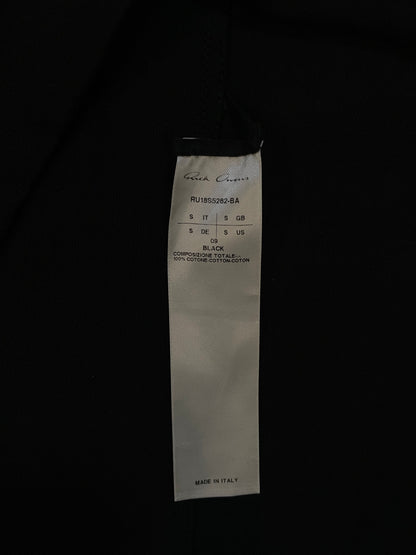 Rick Owens
RU18S5282-BA
S IT S GB
S DE S US
09
BLACK
COMPOSIZIONE TOTALE-.-
100% COTONE-COTTON-COTON
MADE IN ITALY